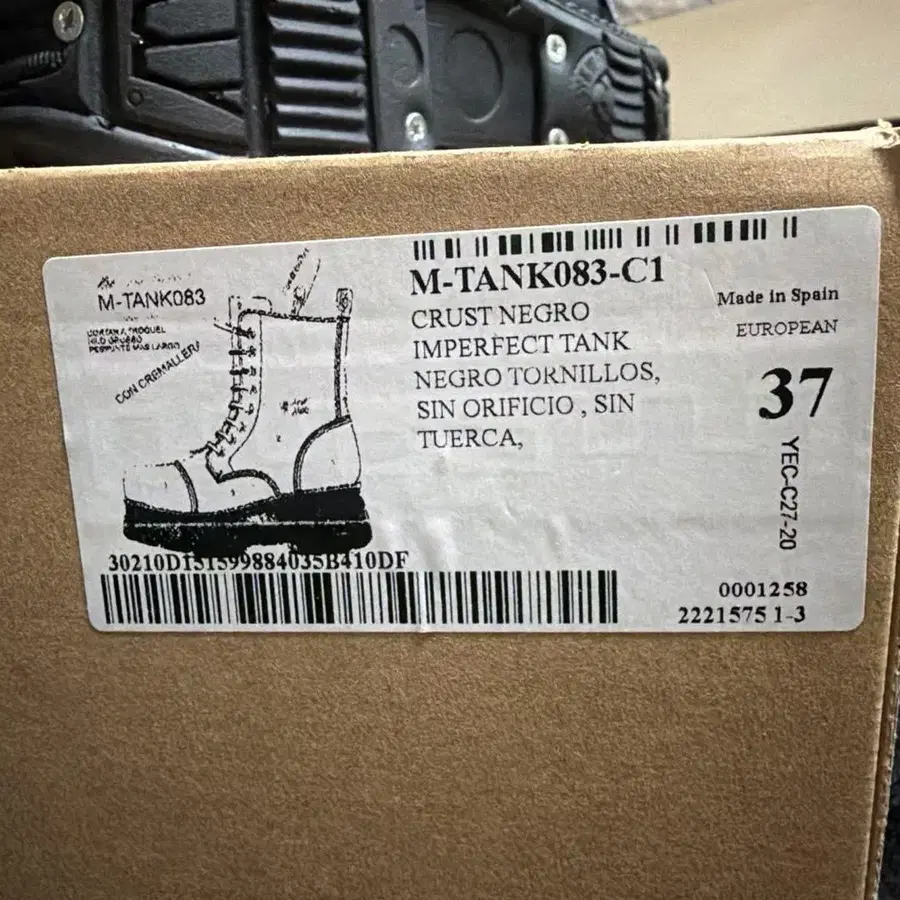 M-TANK083
CON CREMALLERA
M-TANK083-C1
CRUST NEGRO
IMPERFECT TANK
NEGRO TORNILLOS,
SIN ORIFICIO , SIN
TUERCA,
Made in Spain
EUROPEAN
37
YEC-C27-20
30210D151599884035B410DF
0001258
2221575 1-3